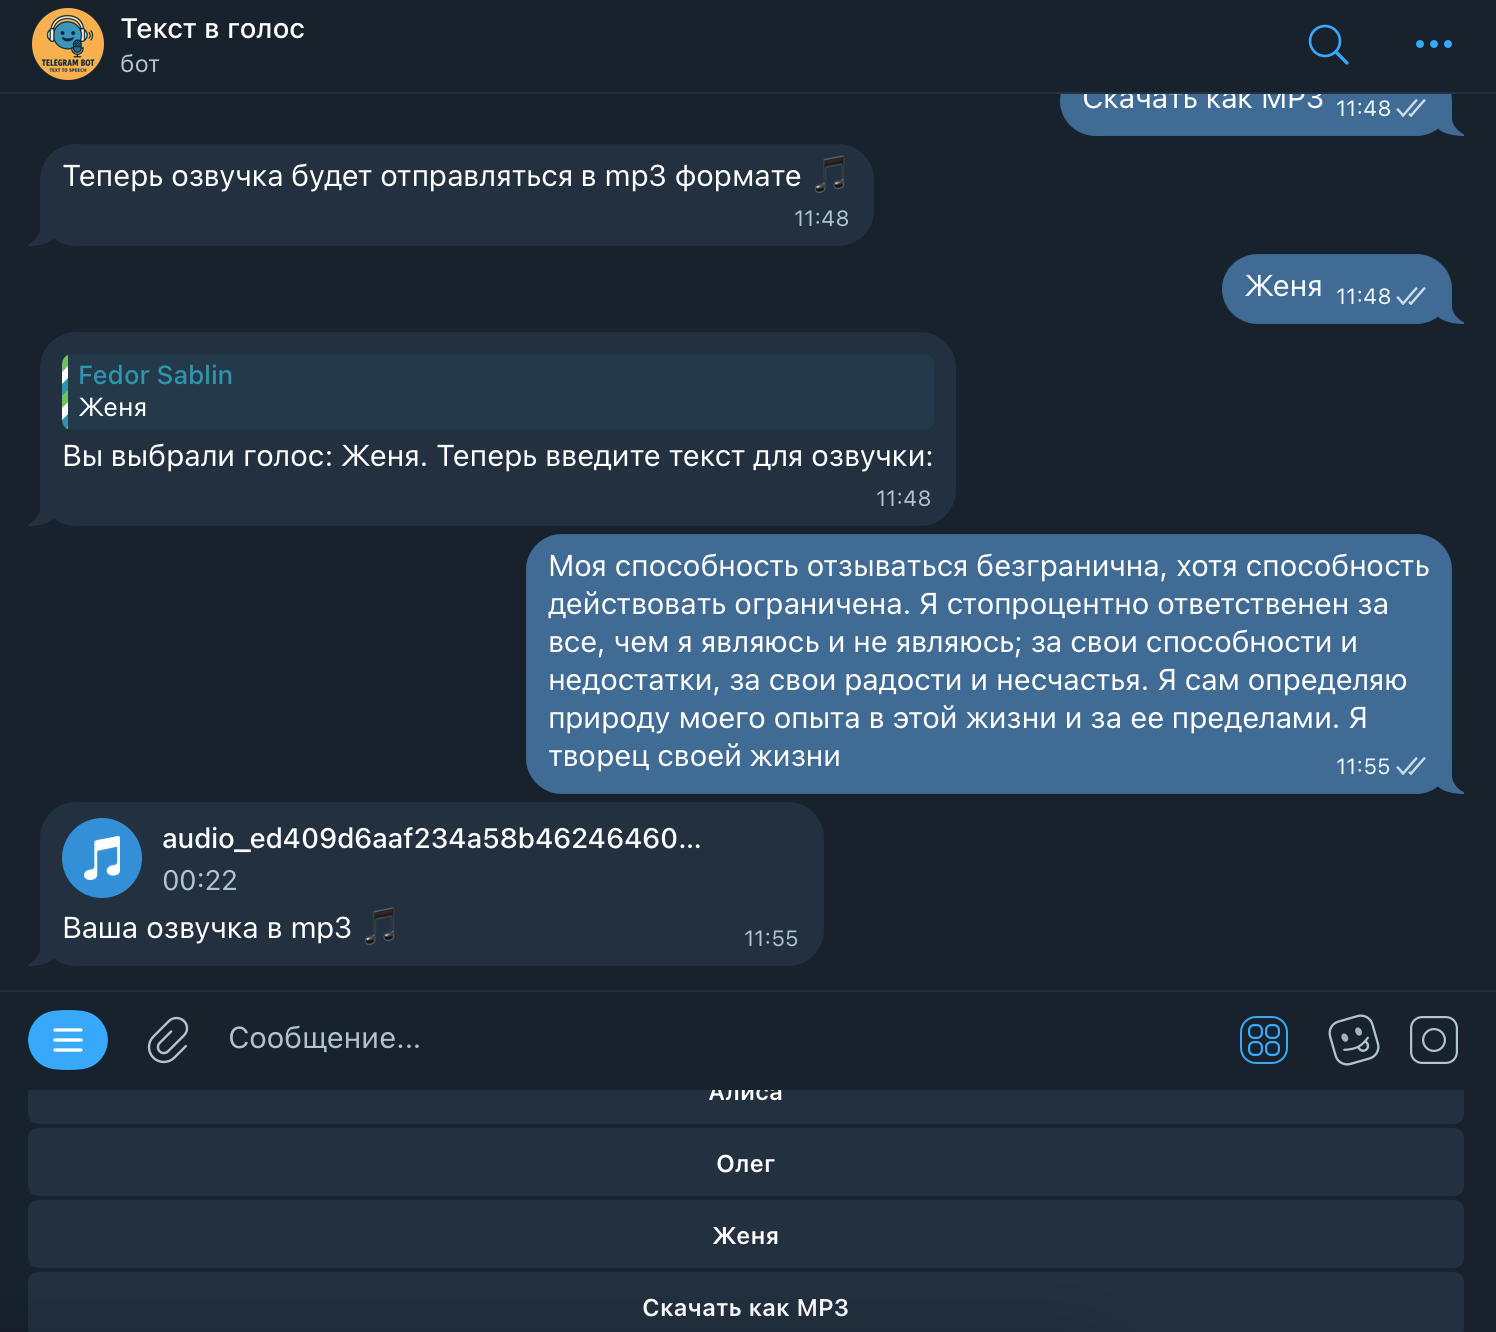 Текст в голос
бот
TELEGRAM BOT
TEXT TO SPEECH
Скачать как MP3 11:48
Теперь озвучка будет отправляться в mp3 формате
11:48
Женя 11:48
Fedor Sablin
Женя
Вы выбрали голос: Женя. Теперь введите текст для озвучки:
11:48
Моя способность отзываться безгранична, хотя способность
действовать ограничена. Я стопроцентно ответственен за
все, чем я являюсь и не являюсь; за свои способности и
недостатки, за свои радости и несчастья. Я сам определяю
природу моего опыта в этой жизни и за ее пределами. Я
творец своей жизни
11:55
audio_ed409d6aaf234a58b46246460...
00:22
Ваша озвучка в mp3
11:55
Сообщение...
Алиса
Олег
Женя
Скачать как MP3